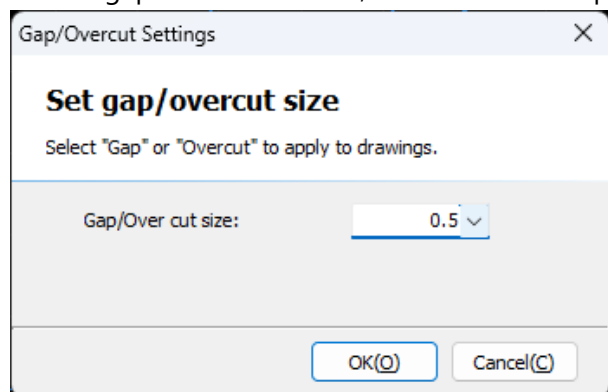 Gap/Overcut Settings
Set gap/overcut size
Select "Gap" or "Overcut" to apply to drawings.
Gap/Over cut size: 0.5
OK(O) Cancel(C)